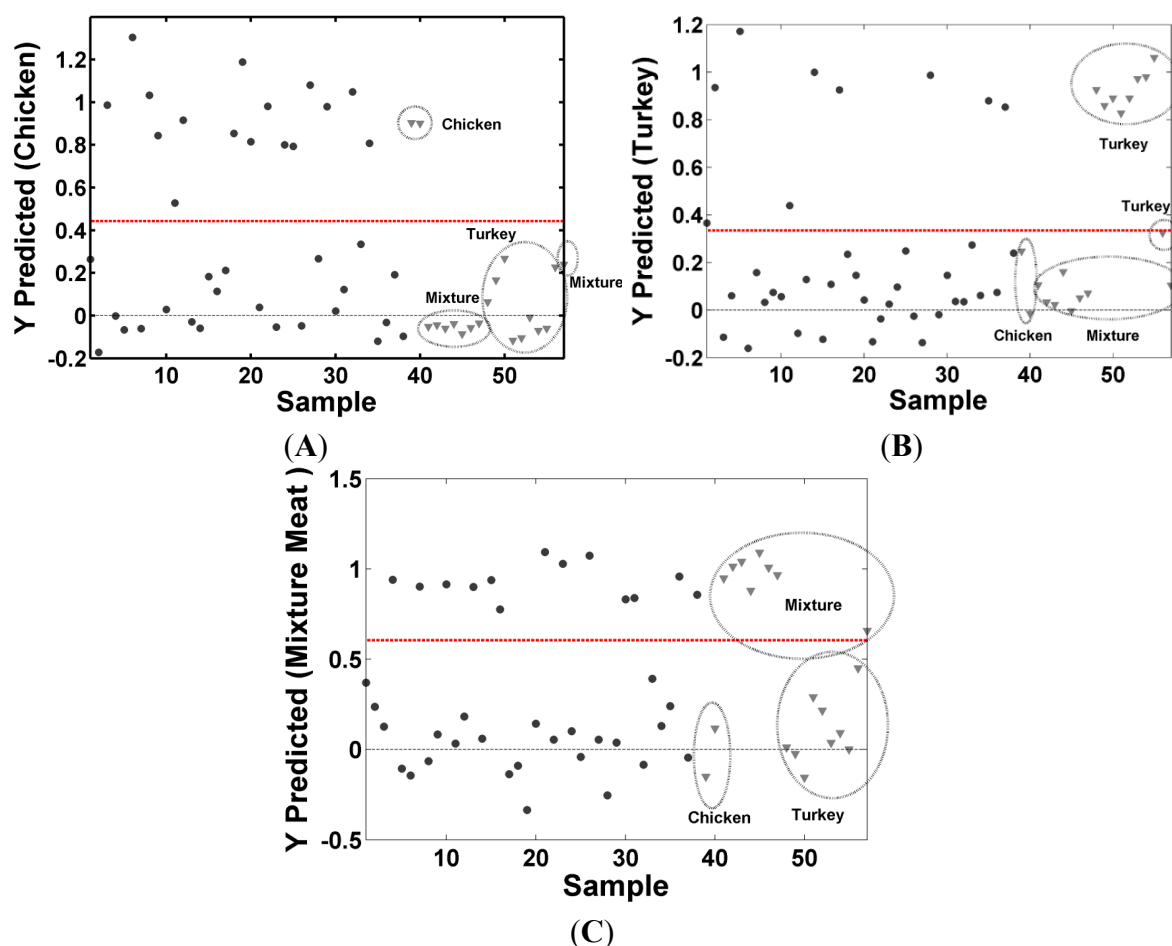 Y Predicted (Chicken)
1.2
1
0.8
0.6
0.4
0.2
0
-0.2
Chicken
Turkey
Mixture
Mixture
10
20
30
40
50
Sample
(A)
Y Predicted (Turkey)
1.2
1
0.8
0.6
0.4
0.2
0
-0.2
Turkey
Turkey
Chicken
Mixture
10
20
30
40
50
Sample
(B)
Y Predicted (Mixture Meat )
1.5
1
0.5
0
-0.5
Mixture
Chicken
Turkey
10
20
30
40
50
Sample
(C)